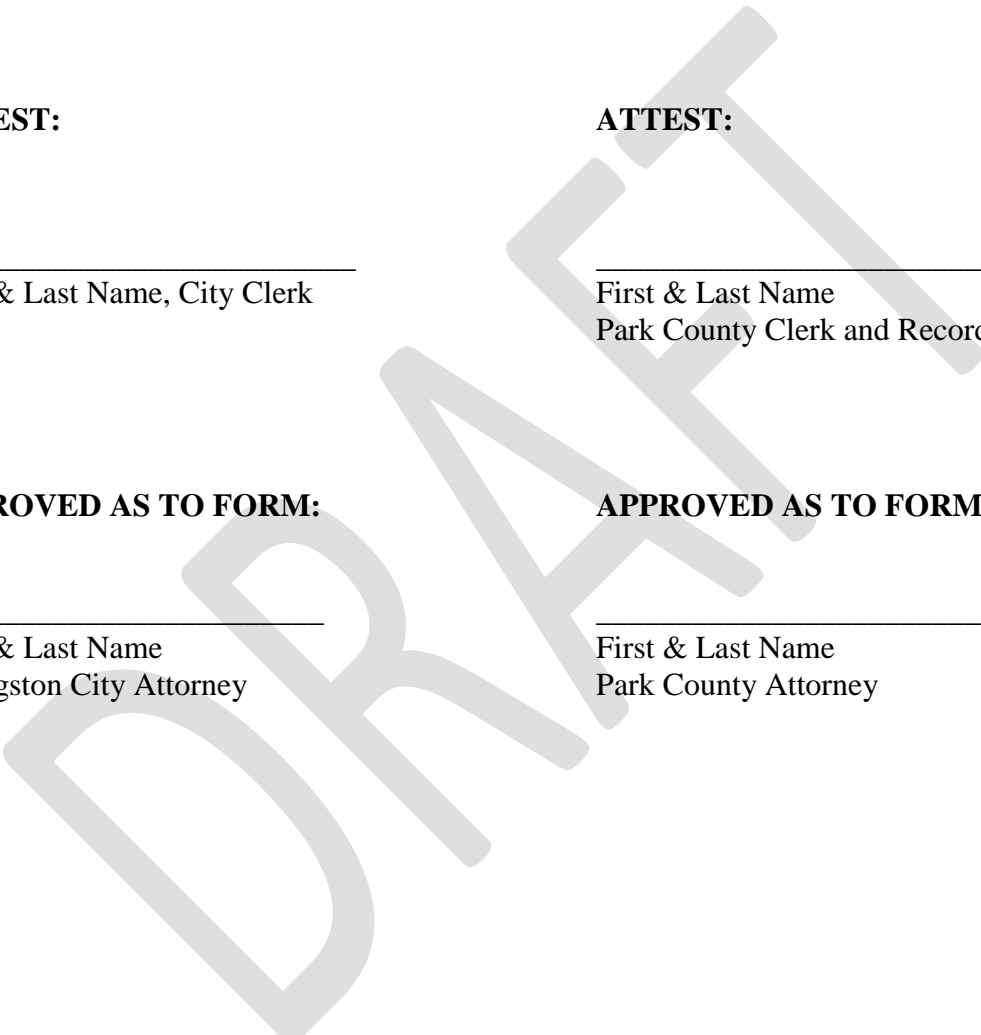 EST:
ATTEST:
& Last Name, City Clerk
First & Last Name
Park County Clerk and Record
ROVED AS TO FORM:
APPROVED AS TO FORM
& Last Name
gston City Attorney
First & Last Name
Park County Attorney
DRAFT